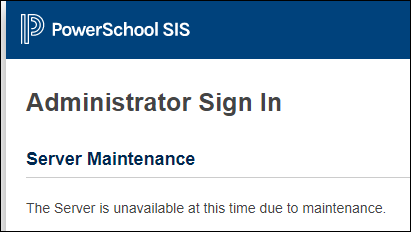 PowerSchool SIS
Administrator Sign In
Server Maintenance
The Server is unavailable at this time due to maintenance.